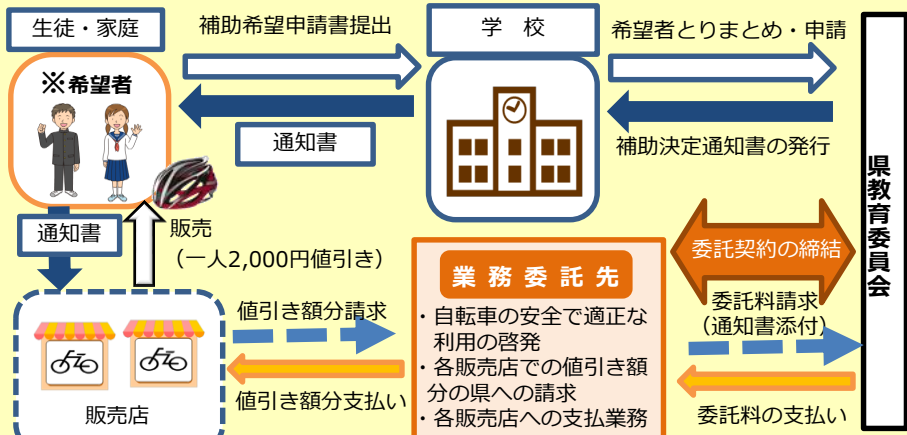 生徒・家庭
補助希望申請書提出
学 校
希望者とりまとめ・申請
※希望者
通知書
補助決定通知書の発行
県教育委員会
通知書
販売
（一人2,000円値引き）
委託契約の締結
業務委託先
・自転車の安全で適正な
利用の啓発
・各販売店での値引き額
分の県への請求
・各販売店への支払業務
値引き額分請求
委託料請求
（通知書添付）
値引き額分支払い
委託料の支払い
販売店